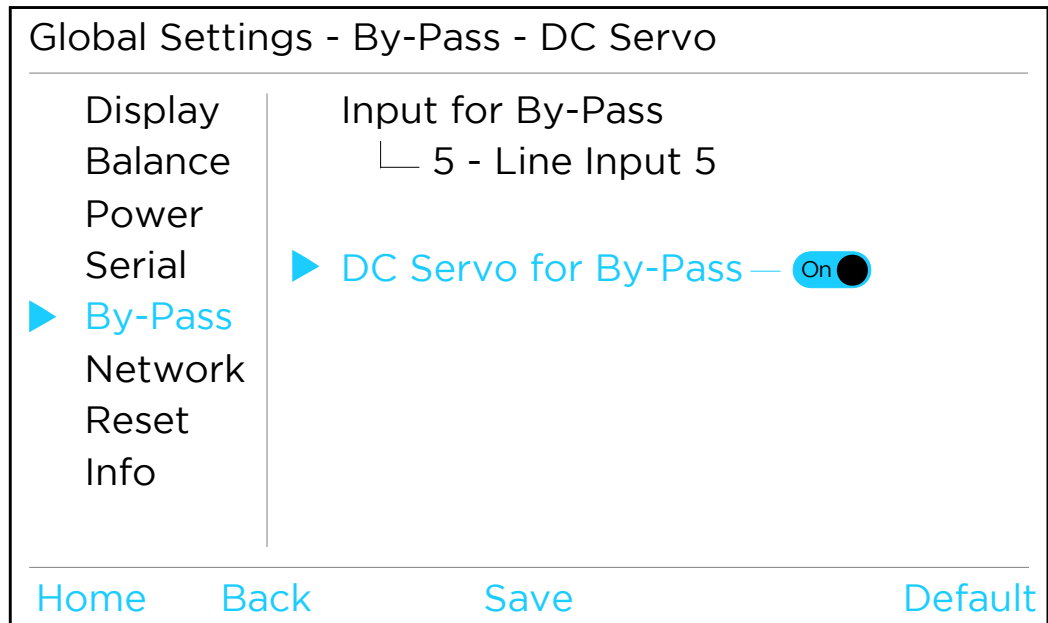 Global Settings - By-Pass - DC Servo
Display
Balance
Power
Serial
By-Pass
Network
Reset
Info
Input for By-Pass
5 - Line Input 5
DC Servo for By-Pass
On
Home Back Save Default